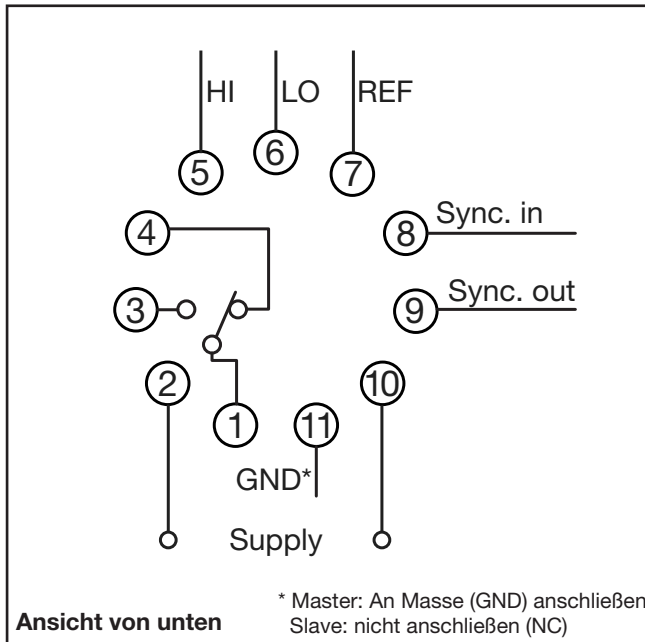 HI LO REF
5 6 7
4 8 Sync. in
3 9 Sync. out
2 10
1 11
GND*
Supply
* Master: An Masse (GND) anschließen
Ansicht von unten Slave: nicht anschließen (NC)